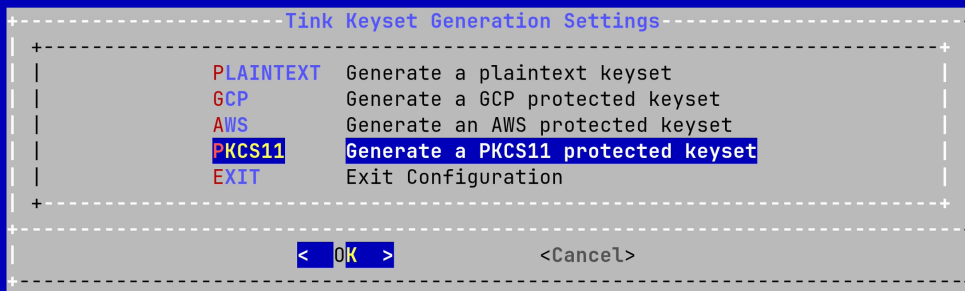 Tink Keyset Generation Settings
PLAINTEXT Generate a plaintext keyset
GCP Generate a GCP protected keyset
AWS Generate an AWS protected keyset
PKCS11 Generate a PKCS11 protected keyset
EXIT Exit Configuration
< OK > <Cancel>